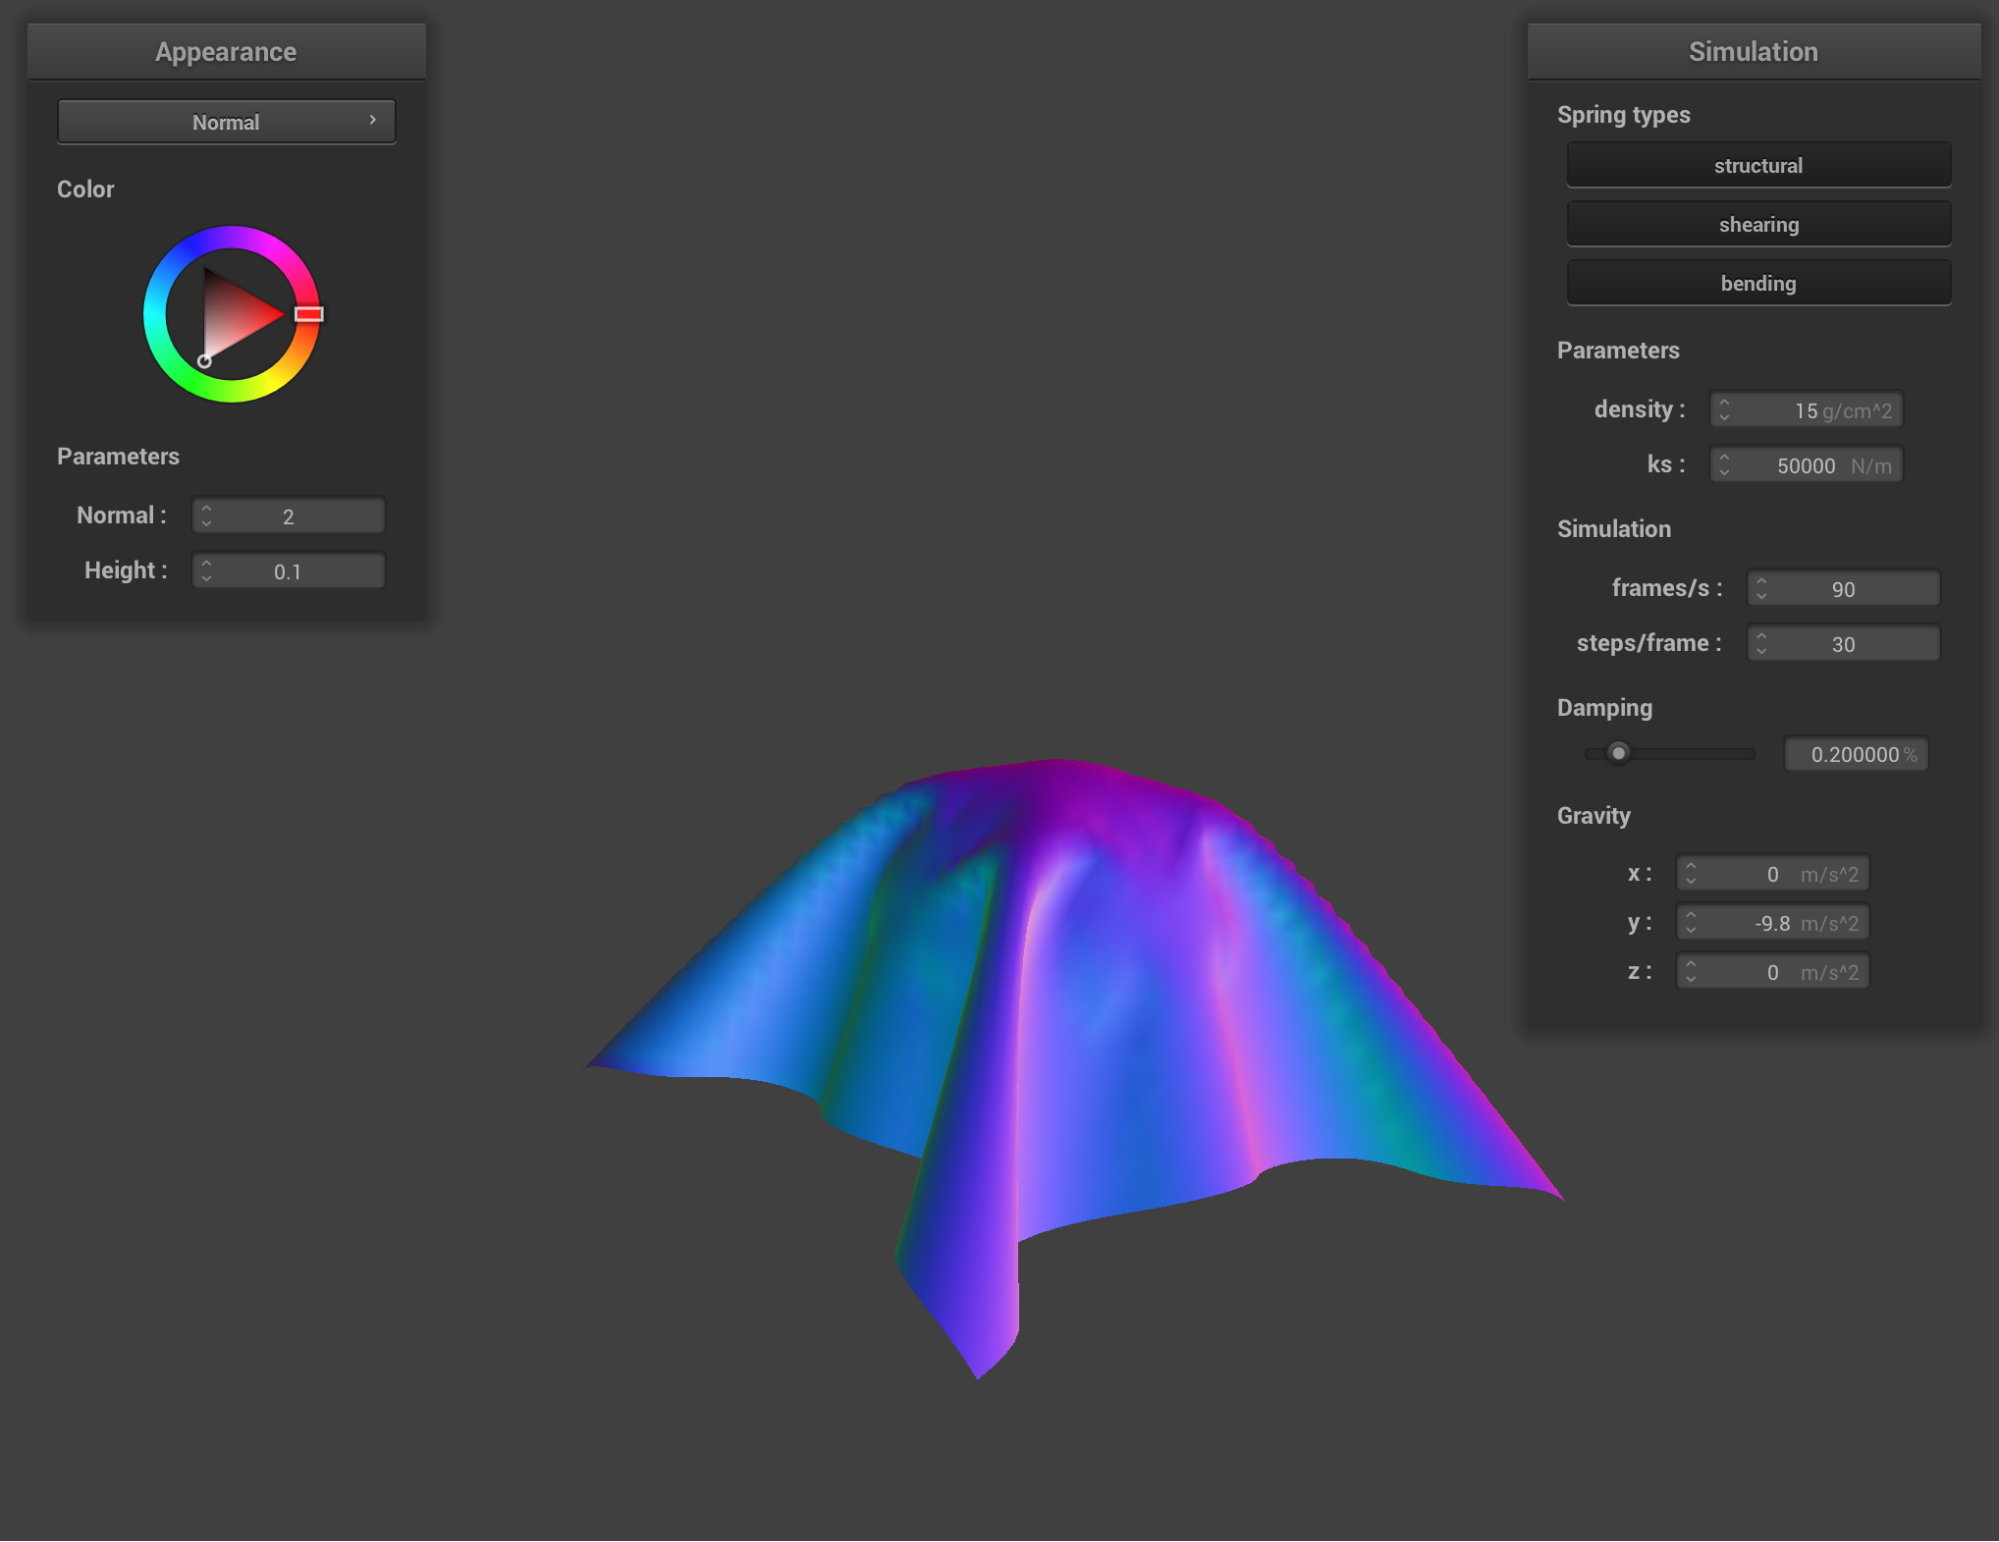 Appearance
Normal
Color
Parameters
Normal : 2
Height : 0.1
Simulation
Spring types
structural
shearing
bending
Parameters
density : 15 g/cm^2
ks : 50000 N/m
Simulation
frames/s : 90
steps/frame : 30
Damping
0.200000 %
Gravity
x : 0 m/s^2
y : -9.8 m/s^2
z : 0 m/s^2